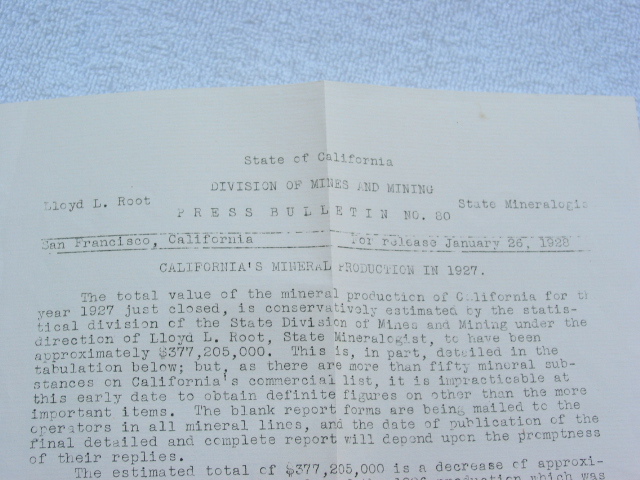 State of California
DIVISION OF MINES AND MINING
Lloyd L. Root State Mineralogis
PRESS BULLETIN NO. 80
San Francisco, California For release January 26, 1928
CALIFORNIA'S MINERAL PRODUCTION IN 1927.
The total value of the mineral production of California for th
year 1927 just closed, is conservatively estimated by the statis-
tical division of the State Division of Mines and Mining under the
direction of Lloyd L. Root, State Mineralogist, to have been
approximately $377,205,000. This is, in part, detailed in the
tabulation below; but, as there are more than fifty mineral sub-
stances on California's commercial list, it is impracticable at
this early date to obtain definite figures on other than the more
important items. The blank report forms are being mailed to the
operators in all mineral lines, and the date of publication of the
final detailed and complete report will depend upon the promptness
of their replies.
The estimated total of $377,205,000 is a decrease of approxi-
1926 production which was